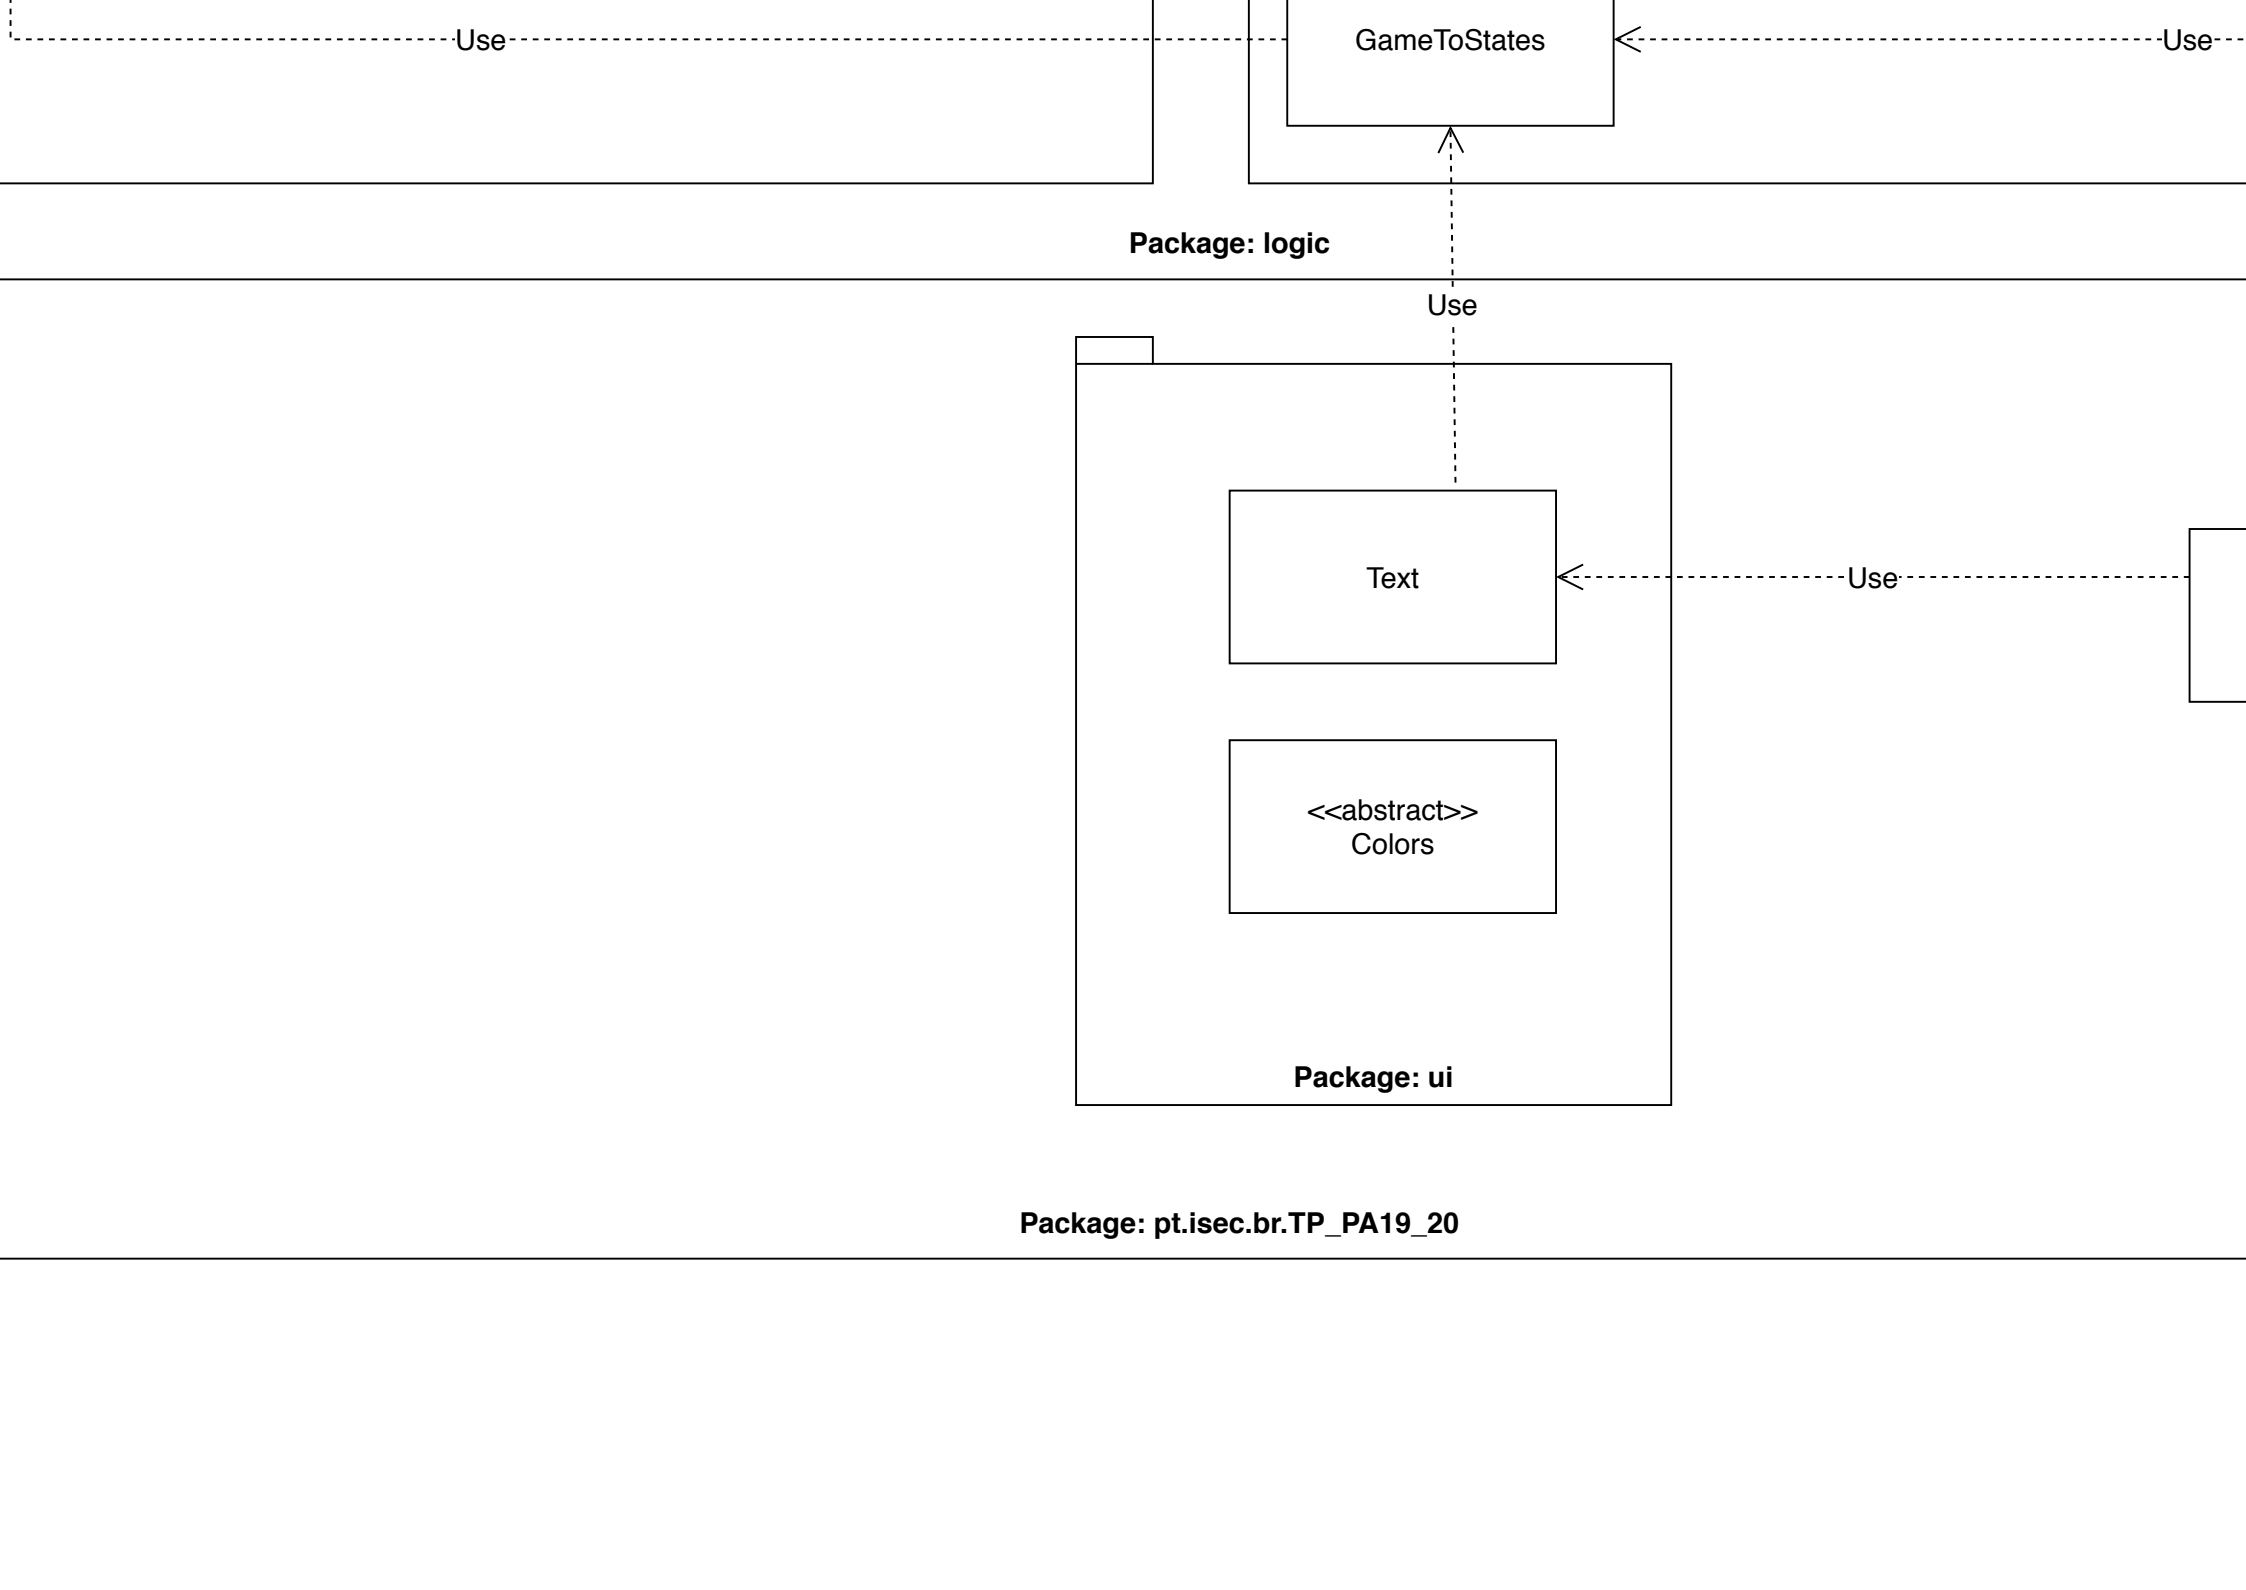 Use
GameToStates
Use
Package: logic
Use
Text
Use
<<abstract>>
Colors
Package: ui
Package: pt.isec.br.TP_PA19_20